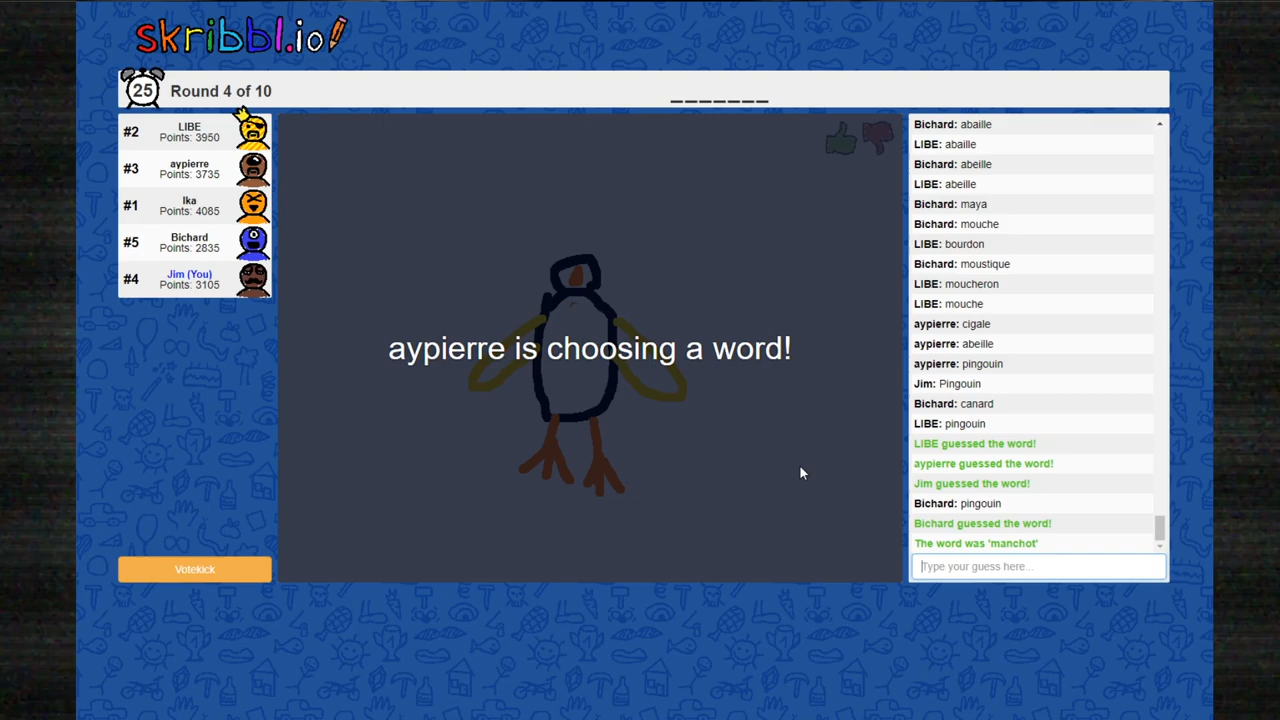 skribbl.io
25
Round 4 of 10
_______
#2 LIBE
Points: 3950
#3 aypierre
Points: 3735
#1 Ika
Points: 4085
#5 Bichard
Points: 2835
#4 Jim (You)
Points: 3105
Votekick
aypierre is choosing a word!
Bichard: abaille
LIBE: abaille
Bichard: abeille
LIBE: abeille
Bichard: maya
Bichard: mouche
LIBE: bourdon
Bichard: moustique
LIBE: moucheron
LIBE: mouche
aypierre: cigale
aypierre: abeille
aypierre: pingouin
Jim: Pingouin
Bichard: canard
LIBE: pingouin
LIBE guessed the word!
aypierre guessed the word!
Jim guessed the word!
Bichard: pingouin
Bichard guessed the word!
The word was 'manchot'
Type your guess here...